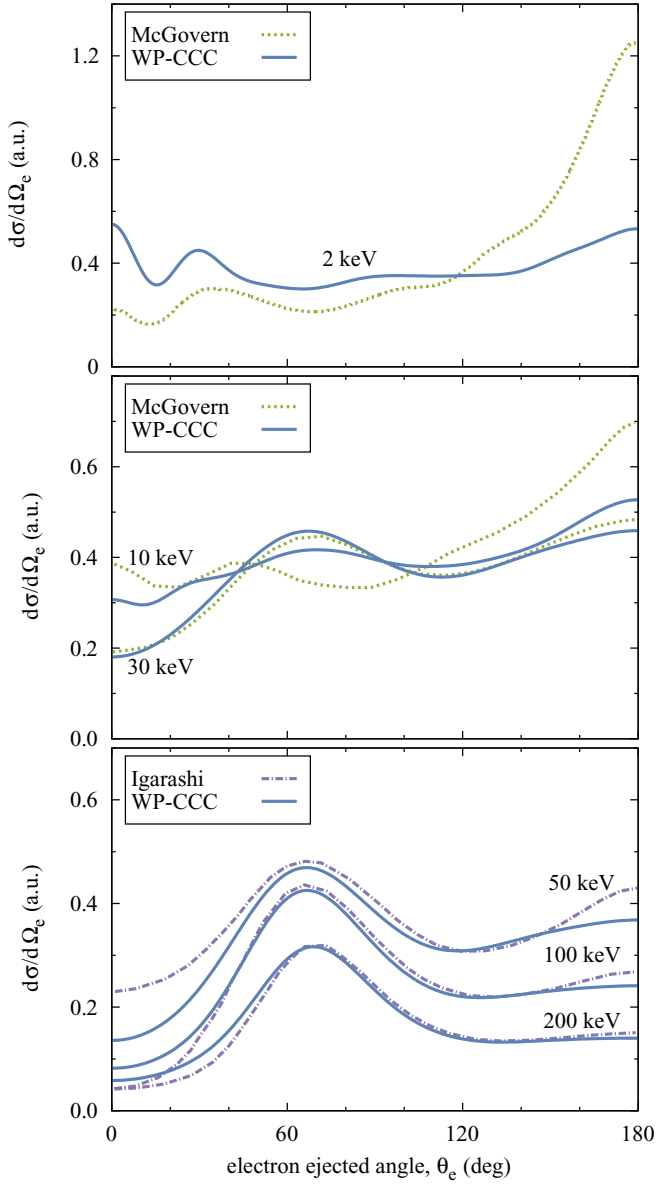 McGovern
WP-CCC
1.2
0.8
0.4
0
dσ/dΩe (a.u.)
2 keV
McGovern
WP-CCC
0.6
0.4
0.2
0.0
dσ/dΩe (a.u.)
10 keV
30 keV
Igarashi
WP-CCC
0.6
0.4
0.2
0.0
dσ/dΩe (a.u.)
50 keV
100 keV
200 keV
0 60 120 180
electron ejected angle, θe (deg)